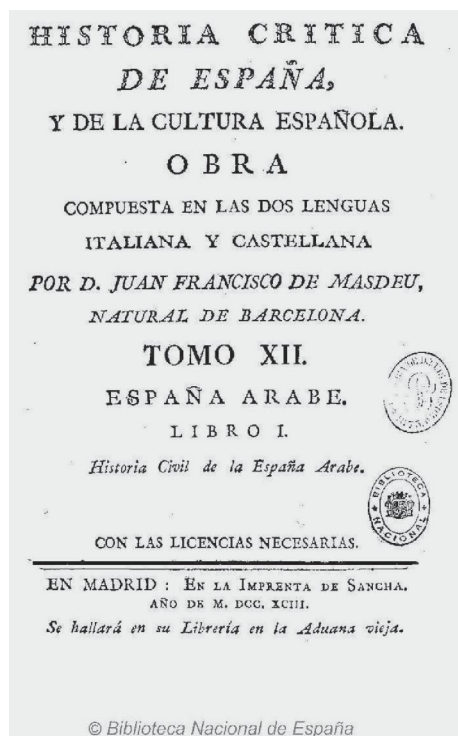 HISTORIA CRITICA
DE ESPAÑA,
Y DE LA CULTURA ESPAÑOLA.
OBRA
COMPUESTA EN LAS DOS LENGUAS
ITALIANA Y CASTELLANA
POR D. JUAN FRANCISCO DE MASDEU,
NATURAL DE BARCELONA.
TOMO XII.
ESPAÑA ARABE.
LIBRO I.
Historia Civil de la España Arabe.
BIBLIOTECA
NACIONAL
CON LAS LICENCIAS NECESARIAS.
EN MADRID : EN LA IMPRENTA DE SANCHA.
AÑO DE M. DCC. XCIII.
Se hallará en su Librería en la Aduana vieja.
© Biblioteca Nacional de España